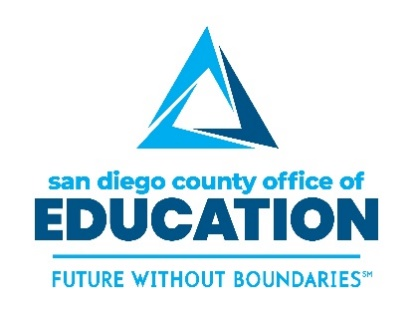 san diego county office of
EDUCATION
FUTURE WITHOUT BOUNDARIES℠